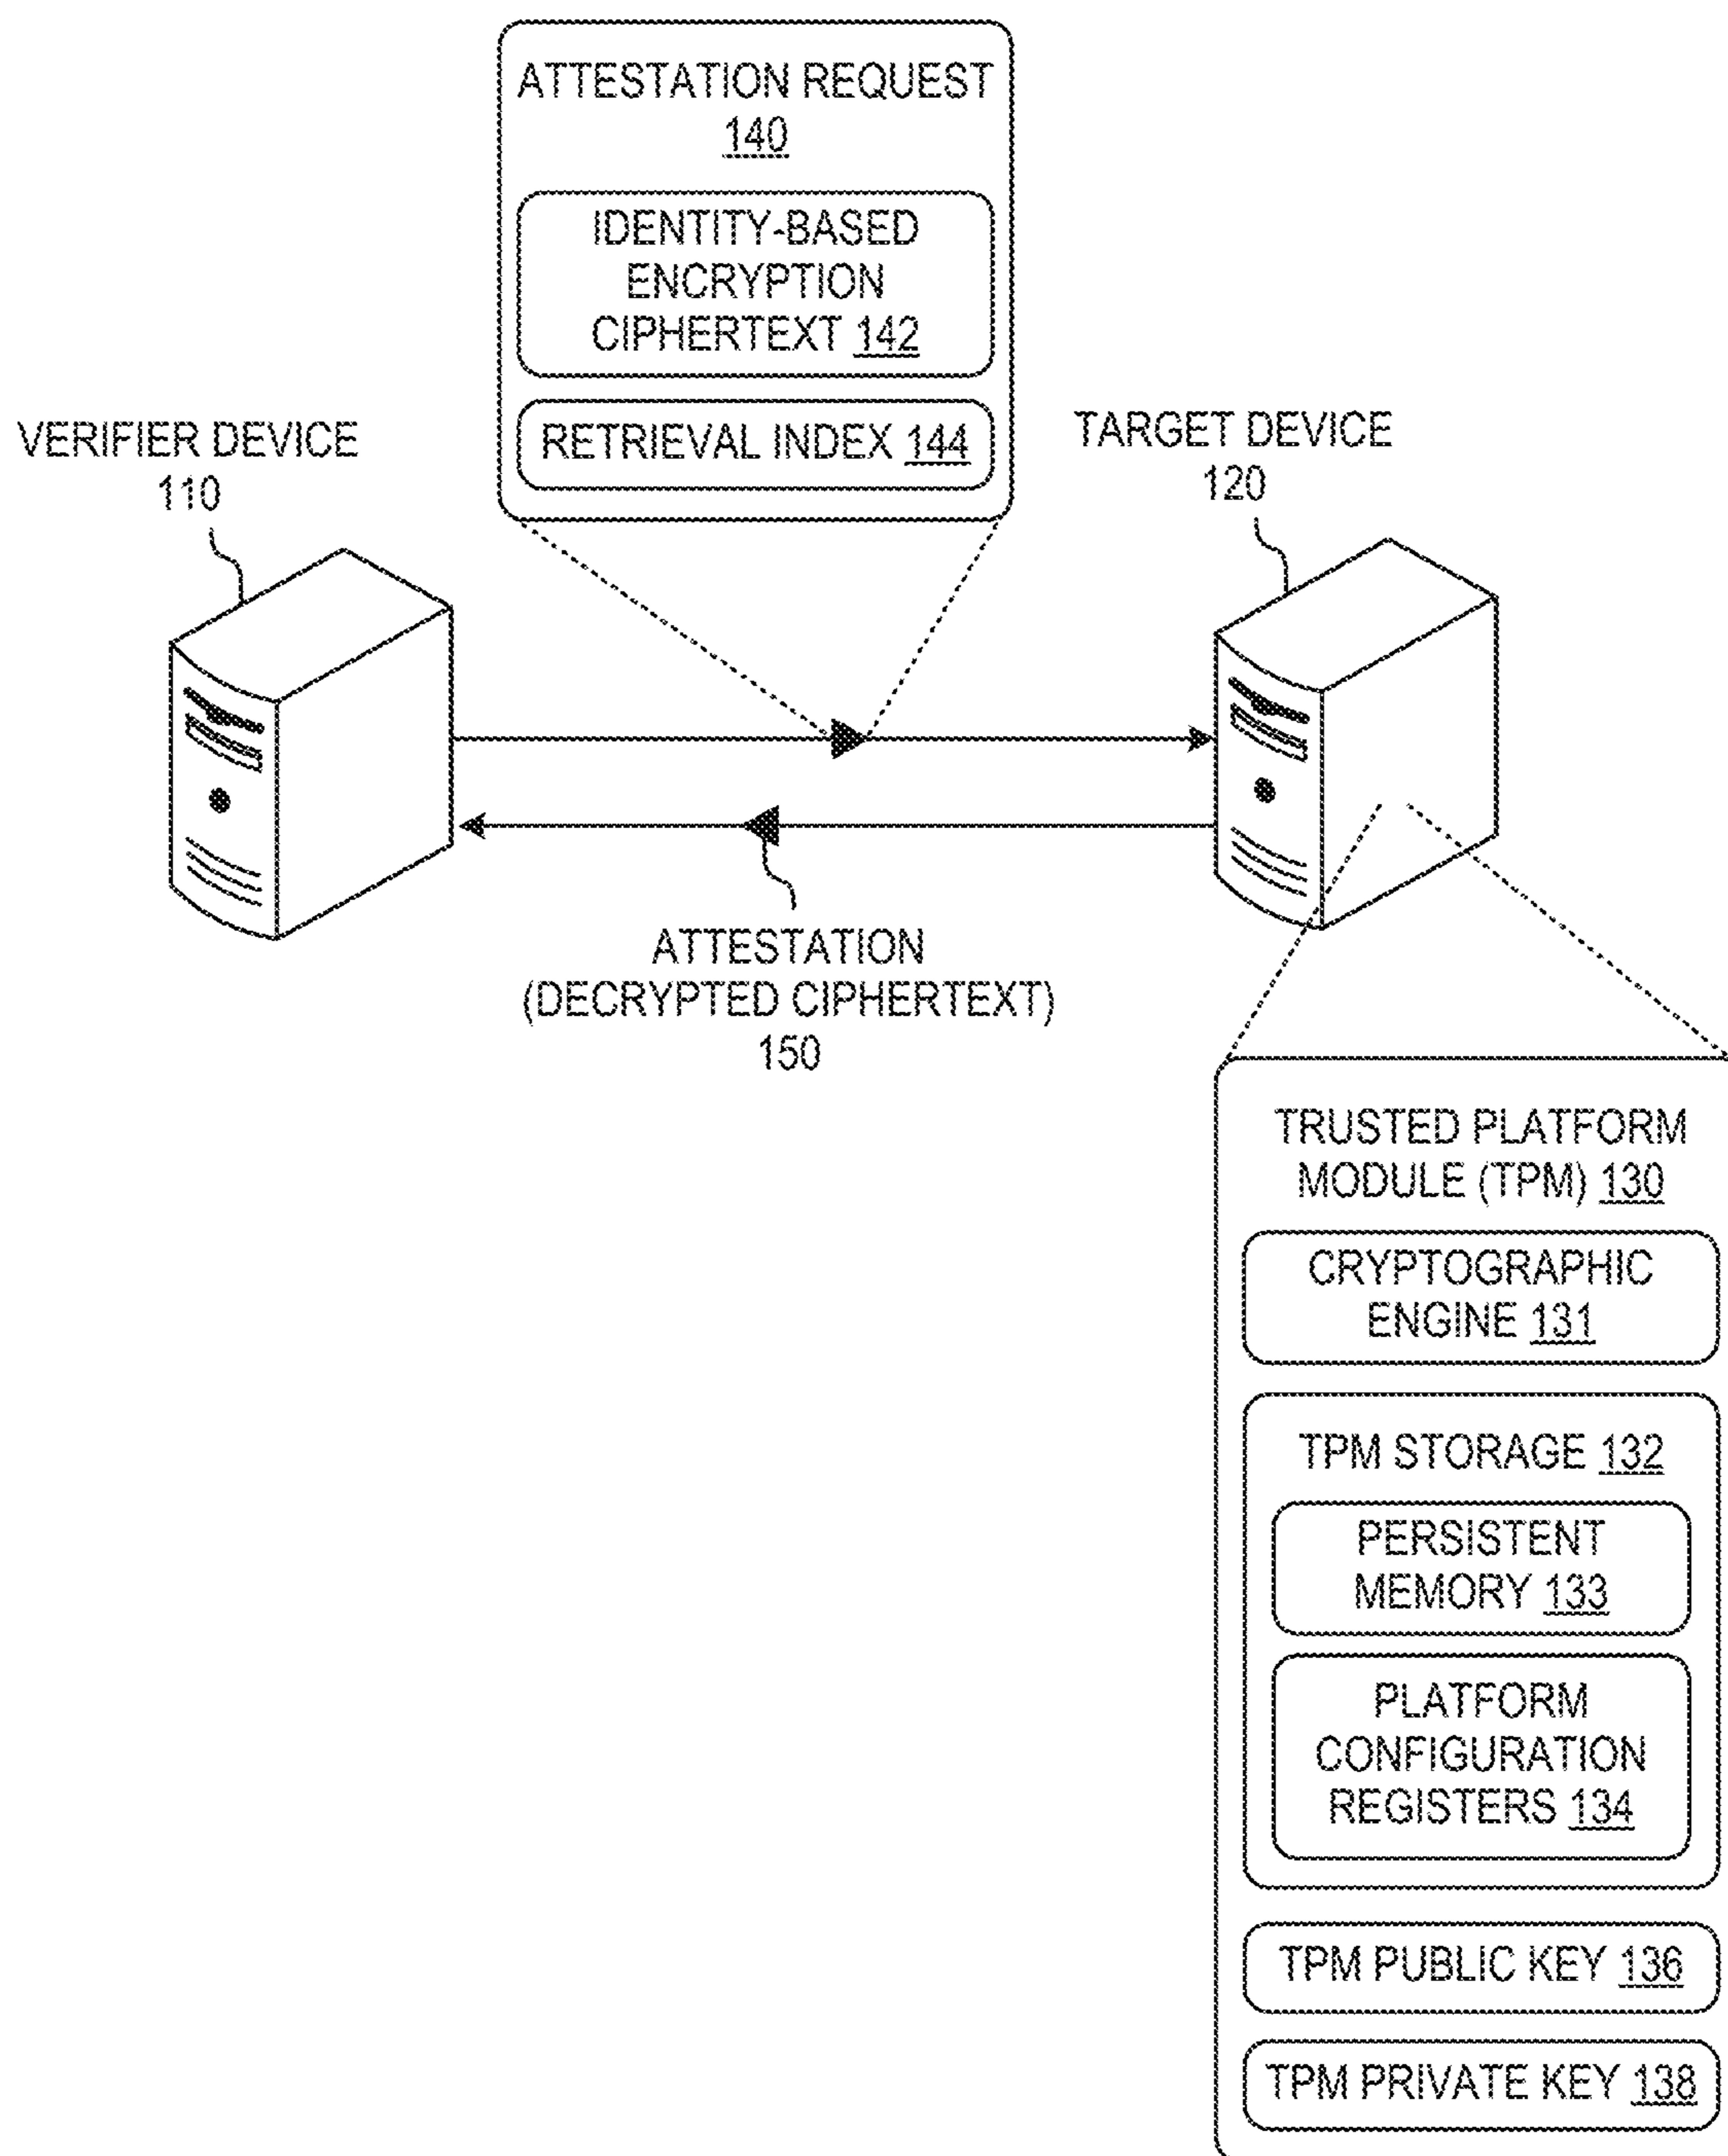 ATTESTATION REQUEST
140
IDENTITY-BASED
ENCRYPTION
CIPHERTEXT 142
RETRIEVAL INDEX 144
VERIFIER DEVICE
110
TARGET DEVICE
120
ATTESTATION
(DECRYPTED CIPHERTEXT)
150
TRUSTED PLATFORM
MODULE (TPM) 130
CRYPTOGRAPHIC
ENGINE 131
TPM STORAGE 132
PERSISTENT
MEMORY 133
PLATFORM
CONFIGURATION
REGISTERS 134
TPM PUBLIC KEY 136
TPM PRIVATE KEY 138